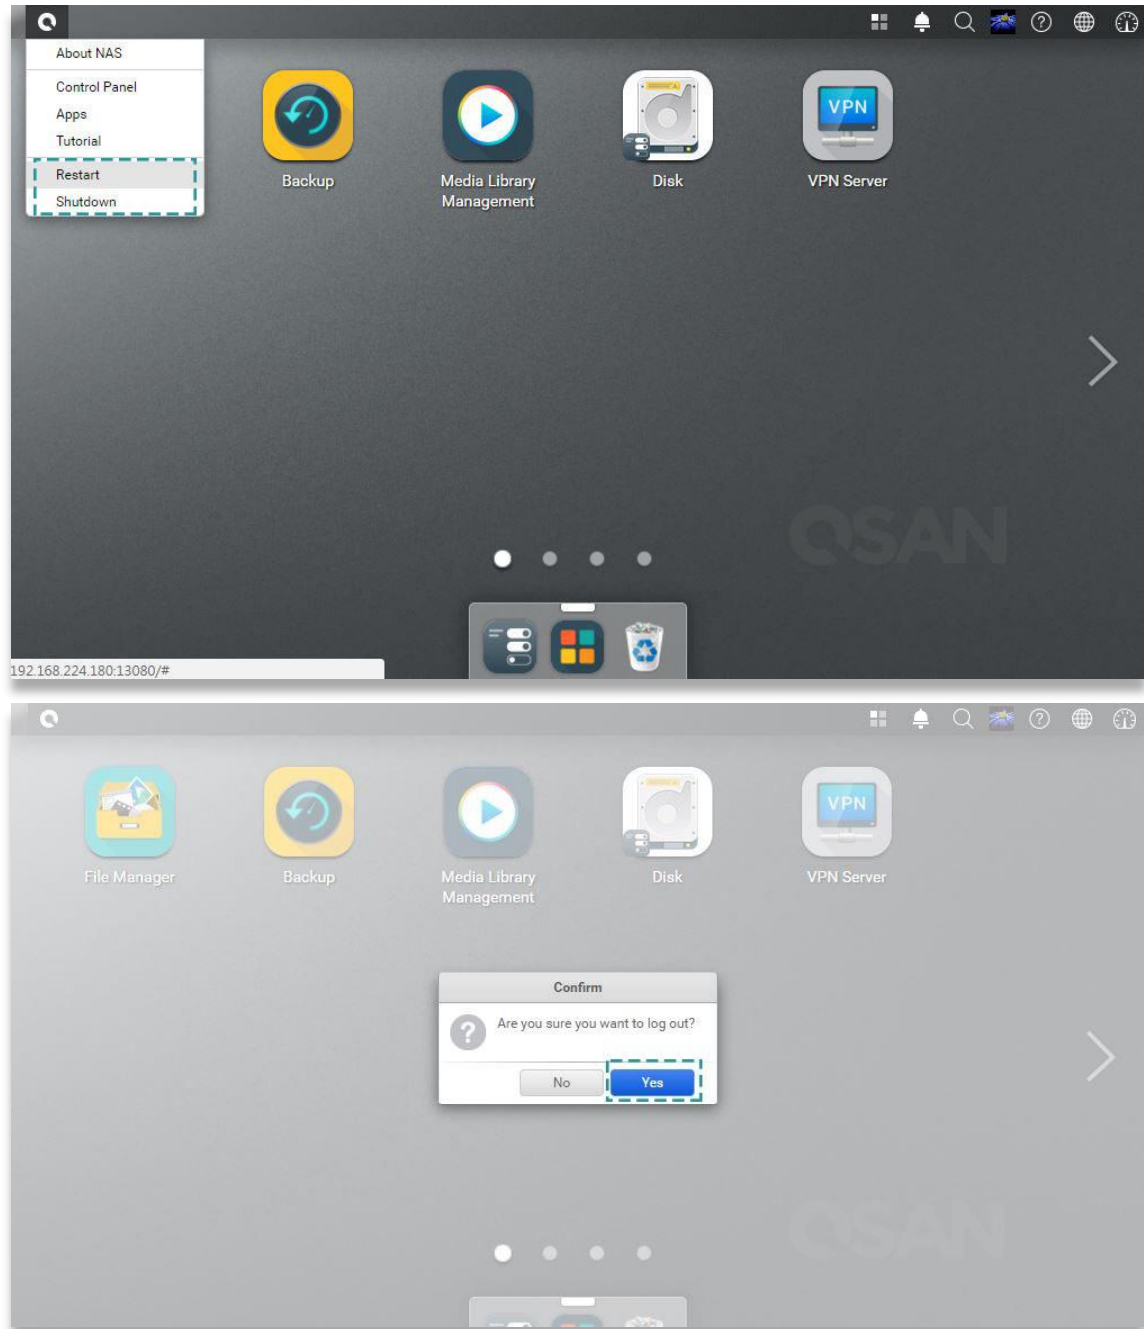 About NAS
Control Panel
Apps
Tutorial
Restart
Shutdown
VPN
Backup
Media Library
Management
Disk
VPN Server
QSAN
192.168.224.180:13080/#
VPN
File Manager
Backup
Media Library
Management
Disk
VPN Server
Confirm
Are you sure you want to log out?
No
Yes
QSAN